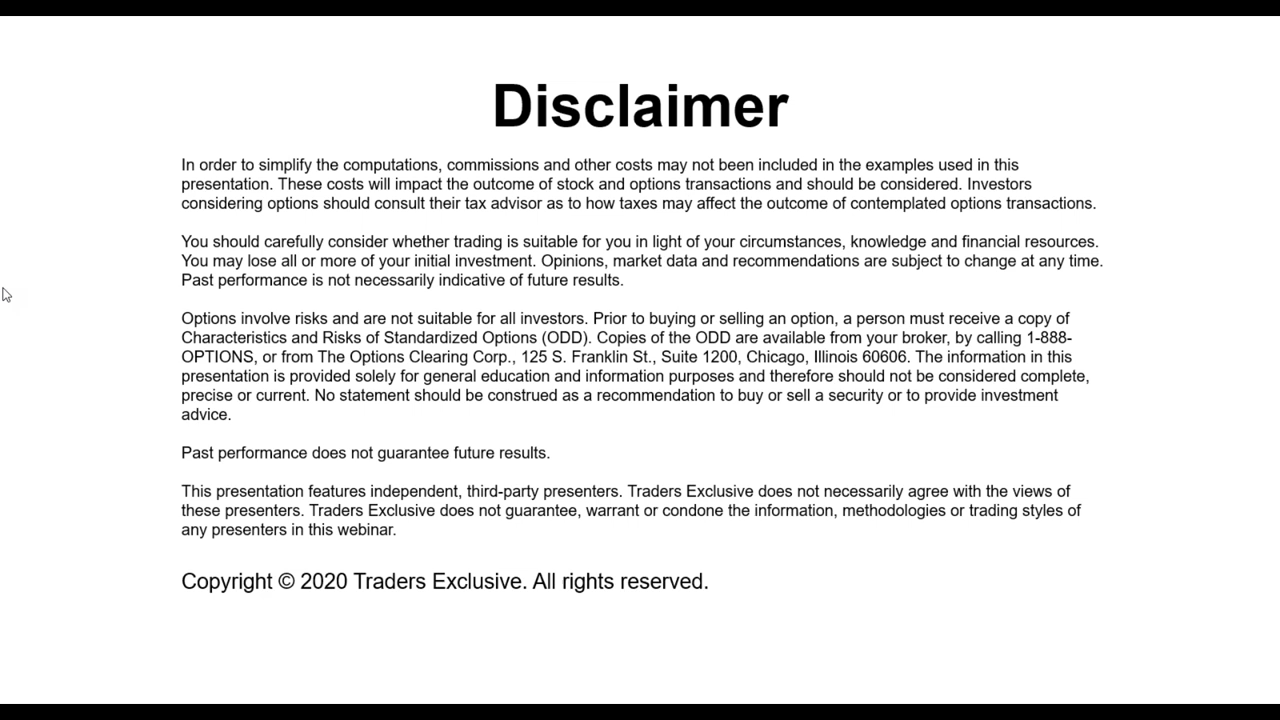 Disclaimer
In order to simplify the computations, commissions and other costs may not been included in the examples used in this
presentation. These costs will impact the outcome of stock and options transactions and should be considered. Investors
considering options should consult their tax advisor as to how taxes may affect the outcome of contemplated options transactions.
You should carefully consider whether trading is suitable for you in light of your circumstances, knowledge and financial resources.
You may lose all or more of your initial investment. Opinions, market data and recommendations are subject to change at any time.
Past performance is not necessarily indicative of future results.
Options involve risks and are not suitable for all investors. Prior to buying or selling an option, a person must receive a copy of
Characteristics and Risks of Standardized Options (ODD). Copies of the ODD are available from your broker, by calling 1-888-
OPTIONS, or from The Options Clearing Corp., 125 S. Franklin St., Suite 1200, Chicago, Illinois 60606. The information in this
presentation is provided solely for general education and information purposes and therefore should not be considered complete,
precise or current. No statement should be construed as a recommendation to buy or sell a security or to provide investment
advice.
Past performance does not guarantee future results.
This presentation features independent, third-party presenters. Traders Exclusive does not necessarily agree with the views of
these presenters. Traders Exclusive does not guarantee, warrant or condone the information, methodologies or trading styles of
any presenters in this webinar.
Copyright © 2020 Traders Exclusive. All rights reserved.